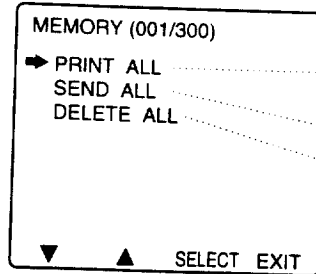 MEMORY (001/300)
PRINT ALL
SEND ALL
DELETE ALL
SELECT EXIT